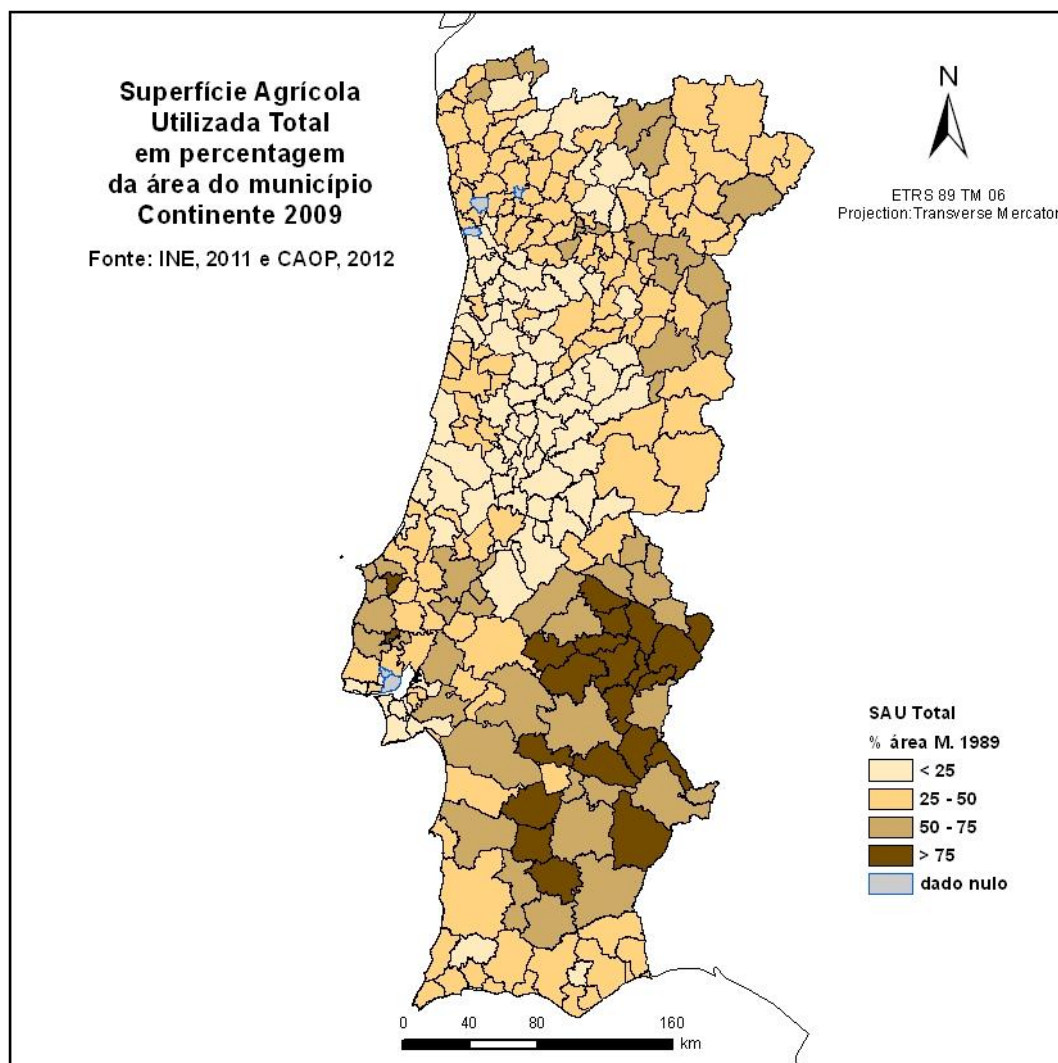 Superfície Agrícola
Utilizada Total
em percentagem
da área do município
Continente 2009
Fonte: INE, 2011 e CAOP, 2012
N
ETRS 89 TM 06
Projection:Transverse Mercator
SAU Total
% área M. 1989
< 25
25 - 50
50 - 75
> 75
dado nulo
0 40 80 160
km